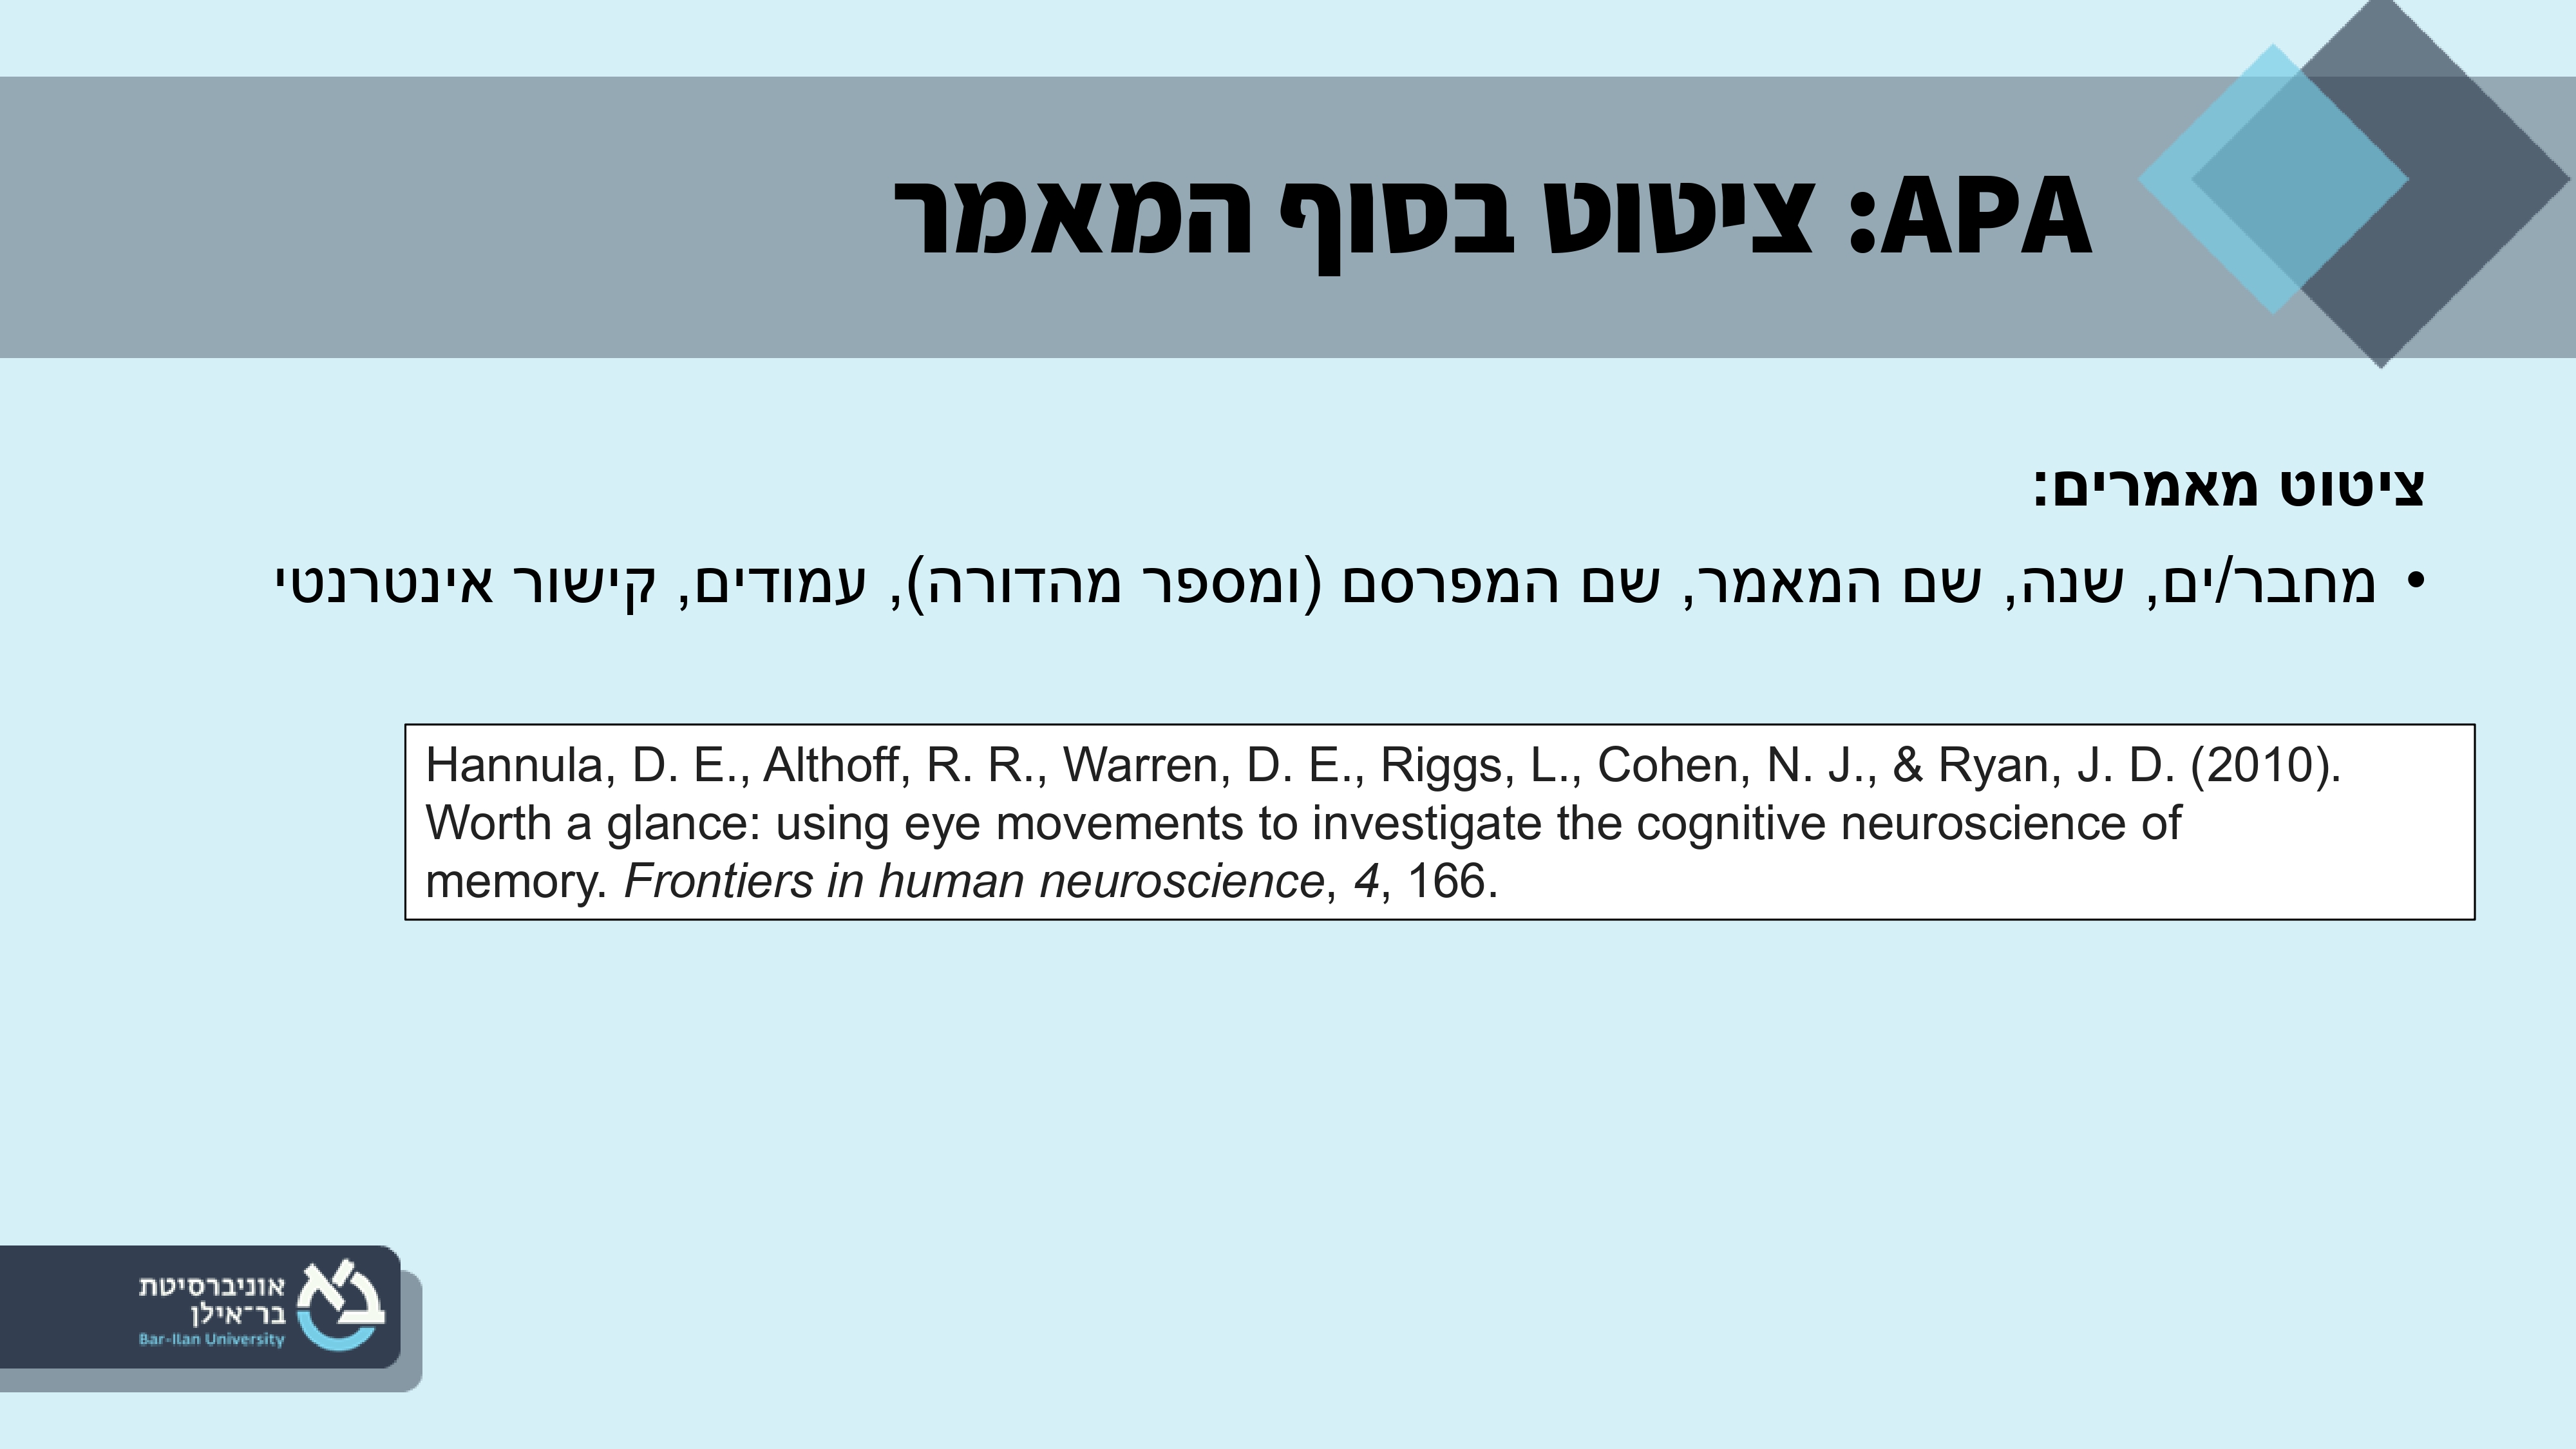 APA: ציטוט בסוף המאמר
ציטוט מאמרים:
• מחבר/ים, שנה, שם המאמר, שם המפרסם (ומספר מהדורה), עמודים, קישור אינטרנטי
Hannula, D. E., Althoff, R. R., Warren, D. E., Riggs, L., Cohen, N. J., & Ryan, J. D. (2010).
Worth a glance: using eye movements to investigate the cognitive neuroscience of
memory. Frontiers in human neuroscience, 4, 166.
אוניברסיטת
בר־אילן
Bar-Ilan University